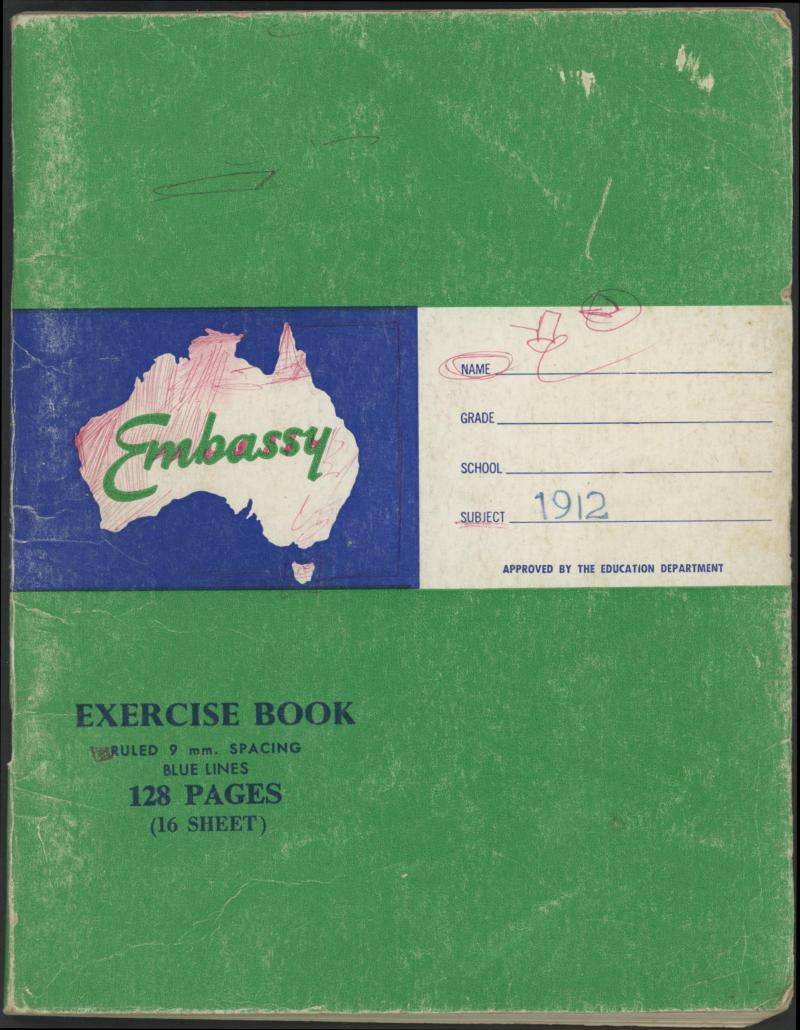 Embassy
NAME
GRADE
SCHOOL
SUBJECT 1912
APPROVED BY THE EDUCATION DEPARTMENT
EXERCISE BOOK
RULED 9 mm. SPACING
BLUE LINES
128 PAGES
(16 SHEET)